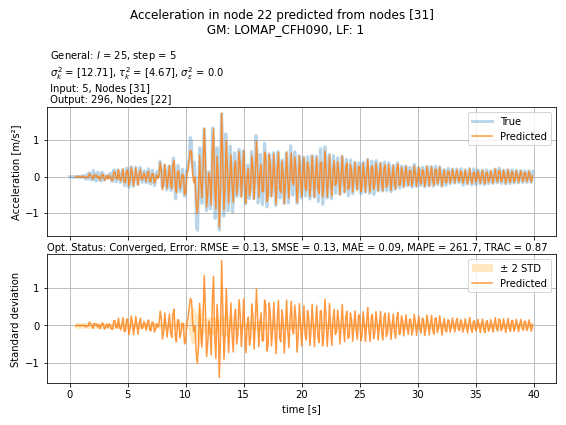 Acceleration in node 22 predicted from nodes [31]
GM: LOMAP_CFH090, LF: 1
General: l = 25, step = 5
σ²ₖ = [12.71], τ²ₖ = [4.67], σ²ε = 0.0
Input: 5, Nodes [31]
Output: 296, Nodes [22]
True
Predicted
Acceleration [m/s²]
1
0
−1
Opt. Status: Converged, Error: RMSE = 0.13, SMSE = 0.13, MAE = 0.09, MAPE = 261.7, TRAC = 0.87
± 2 STD
Predicted
Standard deviation
1
0
−1
0 5 10 15 20 25 30 35 40
time [s]